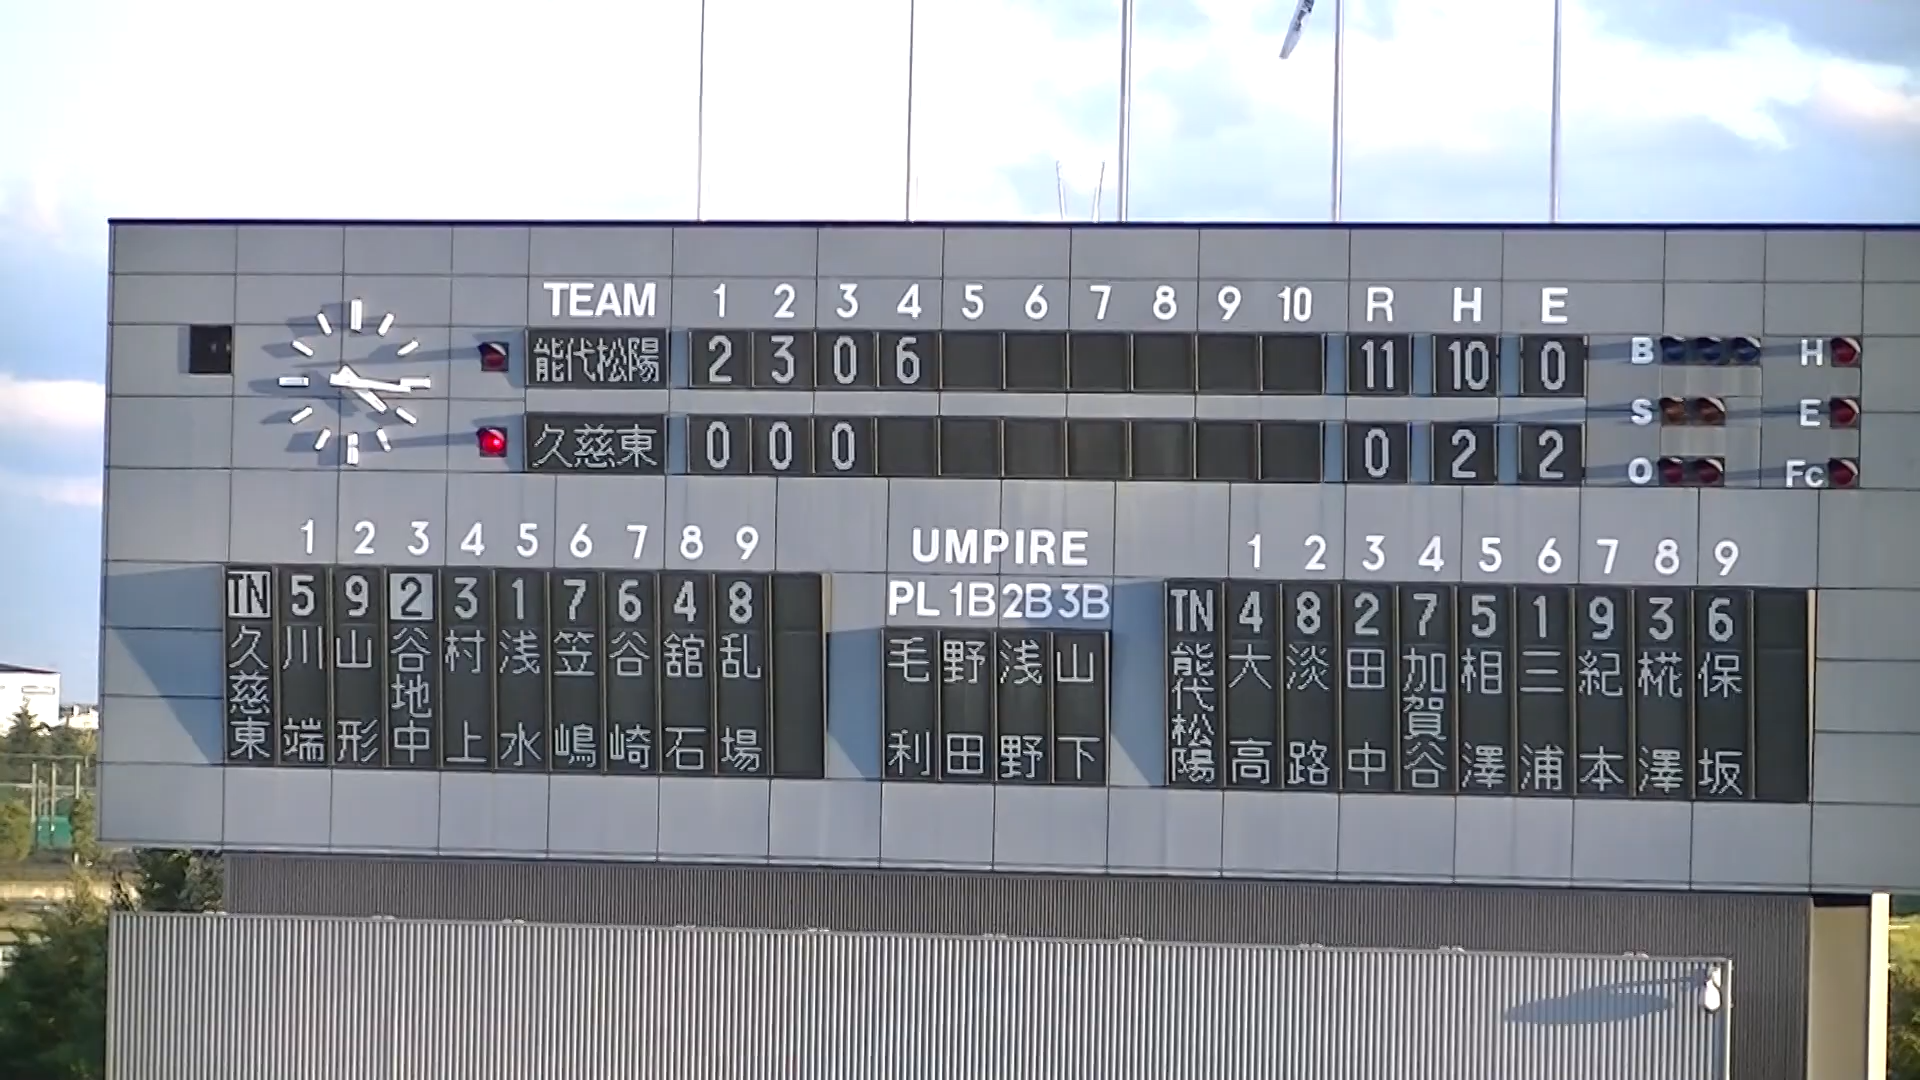 TEAM 1 2 3 4 5 6 7 8 9 10 R H E
能代松陽 2 3 0 6 11 10 0
久慈東 0 0 0 0 2 2
B H
S E
O Fc
1 2 3 4 5 6 7 8 9
TN 5 9 2 3 1 7 6 4 8
久慈東
川端
山形
谷地中
村上
浅水
笠嶋
谷崎
舘石
乱場
UMPIRE
PL 1B 2B 3B
毛利
野田
浅野
山下
1 2 3 4 5 6 7 8 9
TN 4 8 2 7 5 1 9 3 6
能代松陽
大高
淡路
田中
加賀谷
相澤
三浦
紀本
椛澤
保坂